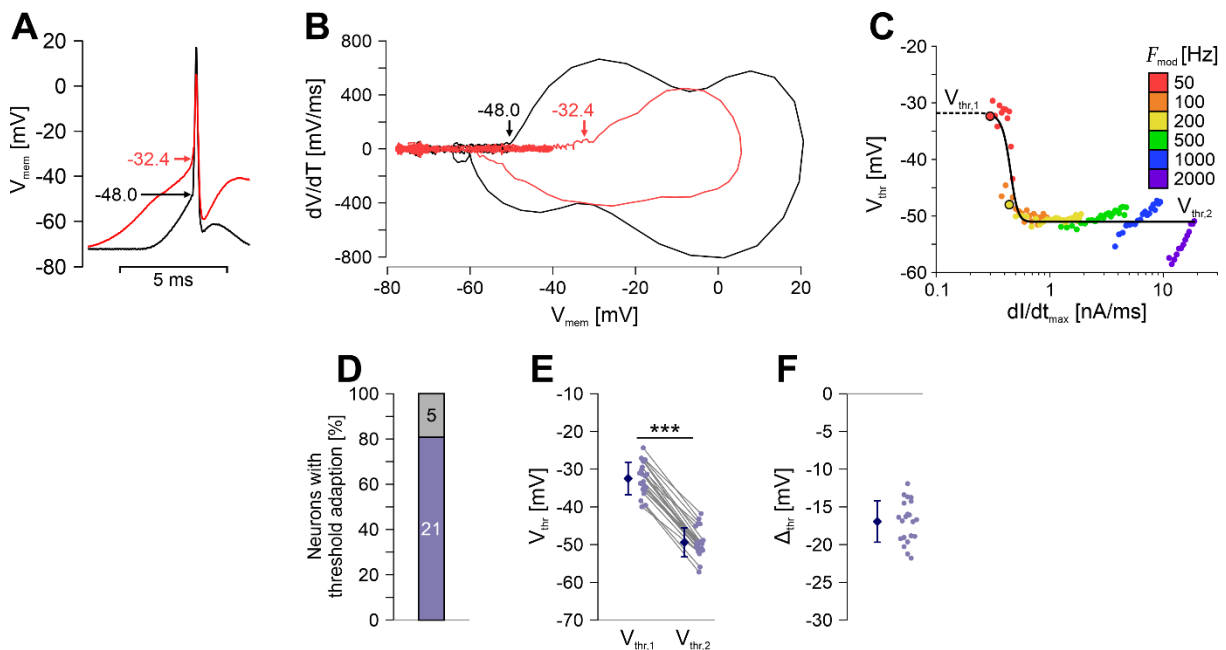 A
V_mem [mV]
20
0
-20
-40
-60
-80
-32.4
-48.0
5 ms
B
dV/dT [mV/ms]
800
400
0
-400
-800
-48.0
-32.4
-80 -60 -40 -20 0 20
V_mem [mV]
C
V_thr [mV]
-20
-30
-40
-50
-60
V_thr,1
V_thr,2
F_mod [Hz]
50
100
200
500
1000
2000
0.1 1 10
dI/dt_max [nA/ms]
D
Neurons with
threshold adaption [%]
100
80
60
40
20
0
5
21
E
V_thr [mV]
-10
-20
-30
-40
-50
-60
-70
***
V_thr,1 V_thr,2
F
Δ_thr [mV]
0
-5
-10
-15
-20
-25
-30